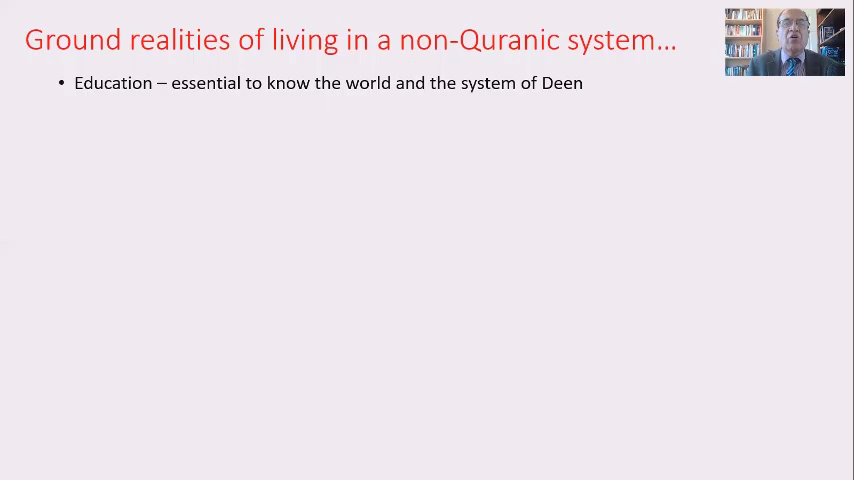 Ground realities of living in a non-Quranic system...
• Education – essential to know the world and the system of Deen